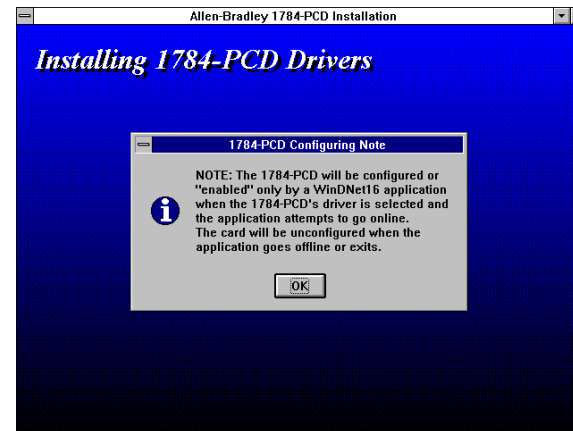 Allen-Bradley 1784-PCD Installation
Installing 1784-PCD Drivers
1784-PCD Configuring Note
NOTE: The 1784-PCD will be configured or
"enabled" only by a WinDNet16 application
when the 1784-PCD's driver is selected and
the application attempts to go online.
The card will be unconfigured when the
application goes offline or exits.
OK